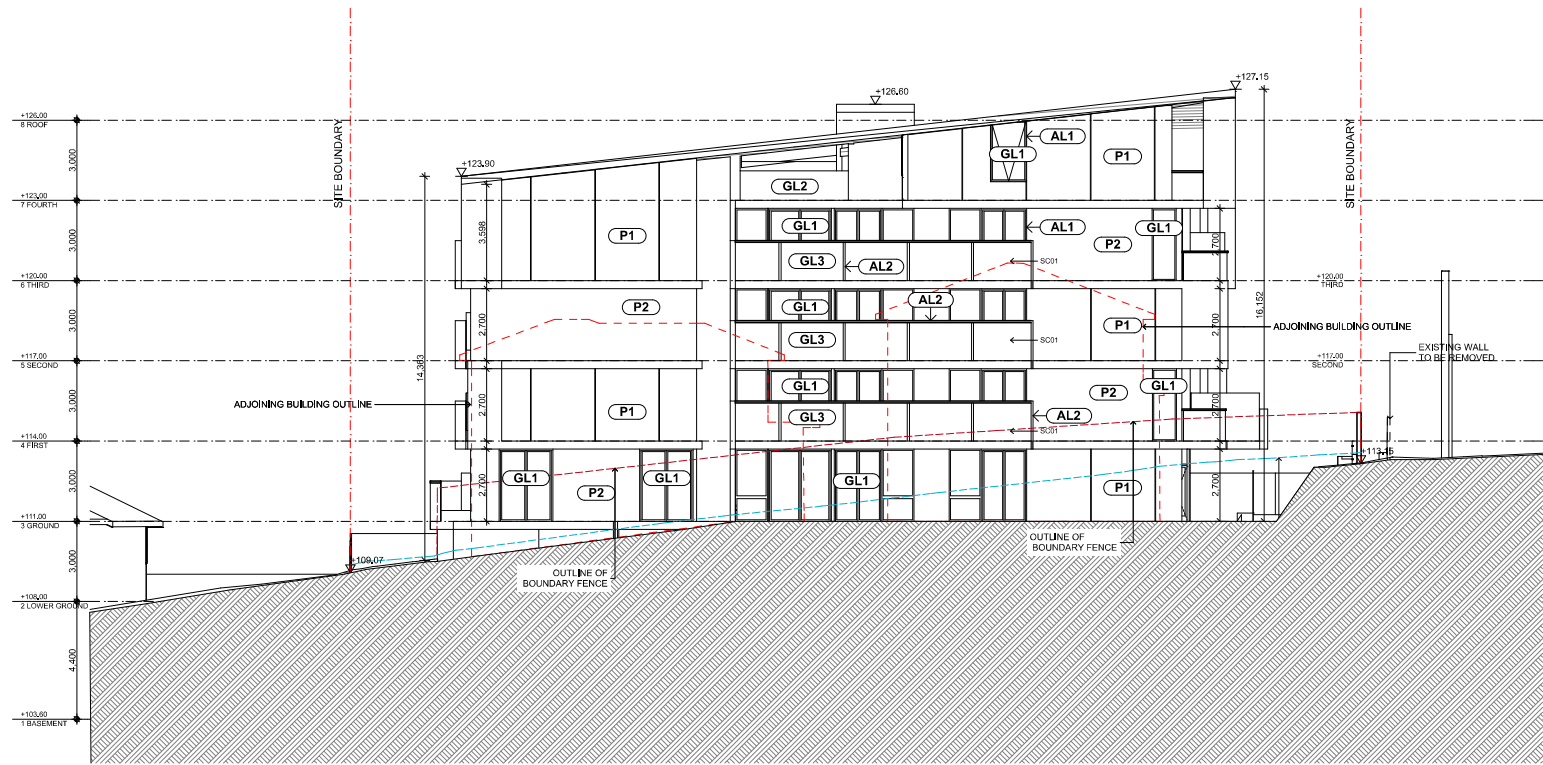 +127.15
+126.60
+126.00
8 ROOF
SITE BOUNDARY
SITE BOUNDARY
AL1
GL1
P1
3,000
+123.90
GL2
+123.00
7 FOURTH
3,598
P1
GL1
AL1
GL1
P2
2,700
3,000
GL3
AL2
SC01
+120.00
6 THIRD
+120.00
THIRD
P2
GL1
AL2
P1
2,700
2,700
16,152
3,000
ADJOINING BUILDING OUTLINE
GL3
SC01
EXISTING WALL
TO BE REMOVED
+117.00
5 SECOND
+117.00
SECOND
14,363
GL1
P2
GL1
2,700
2,700
3,000
ADJOINING BUILDING OUTLINE
P1
GL3
AL2
SC01
+114.00
4 FIRST
+113.15
GL1
P2
GL1
GL1
P1
2,700
2,700
3,000
+111.00
3 GROUND
OUTLINE OF
BOUNDARY FENCE
3,000
+109.07
OUTLINE OF
BOUNDARY FENCE
+108.00
2 LOWER GROUND
4,400
+103.60
1 BASEMENT